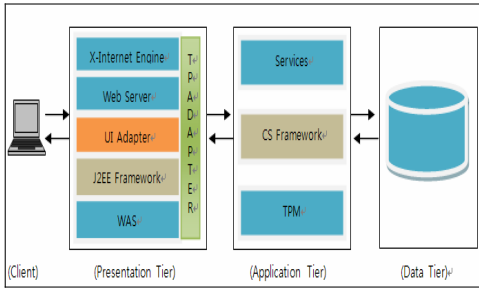 X-Internet Engine
Web Server
UI Adapter
J2EE Framework
WAS
T
P
A
D
A
P
T
E
R
Services
CS Framework
TPM
(Client)
(Presentation Tier)
(Application Tier)
(Data Tier)